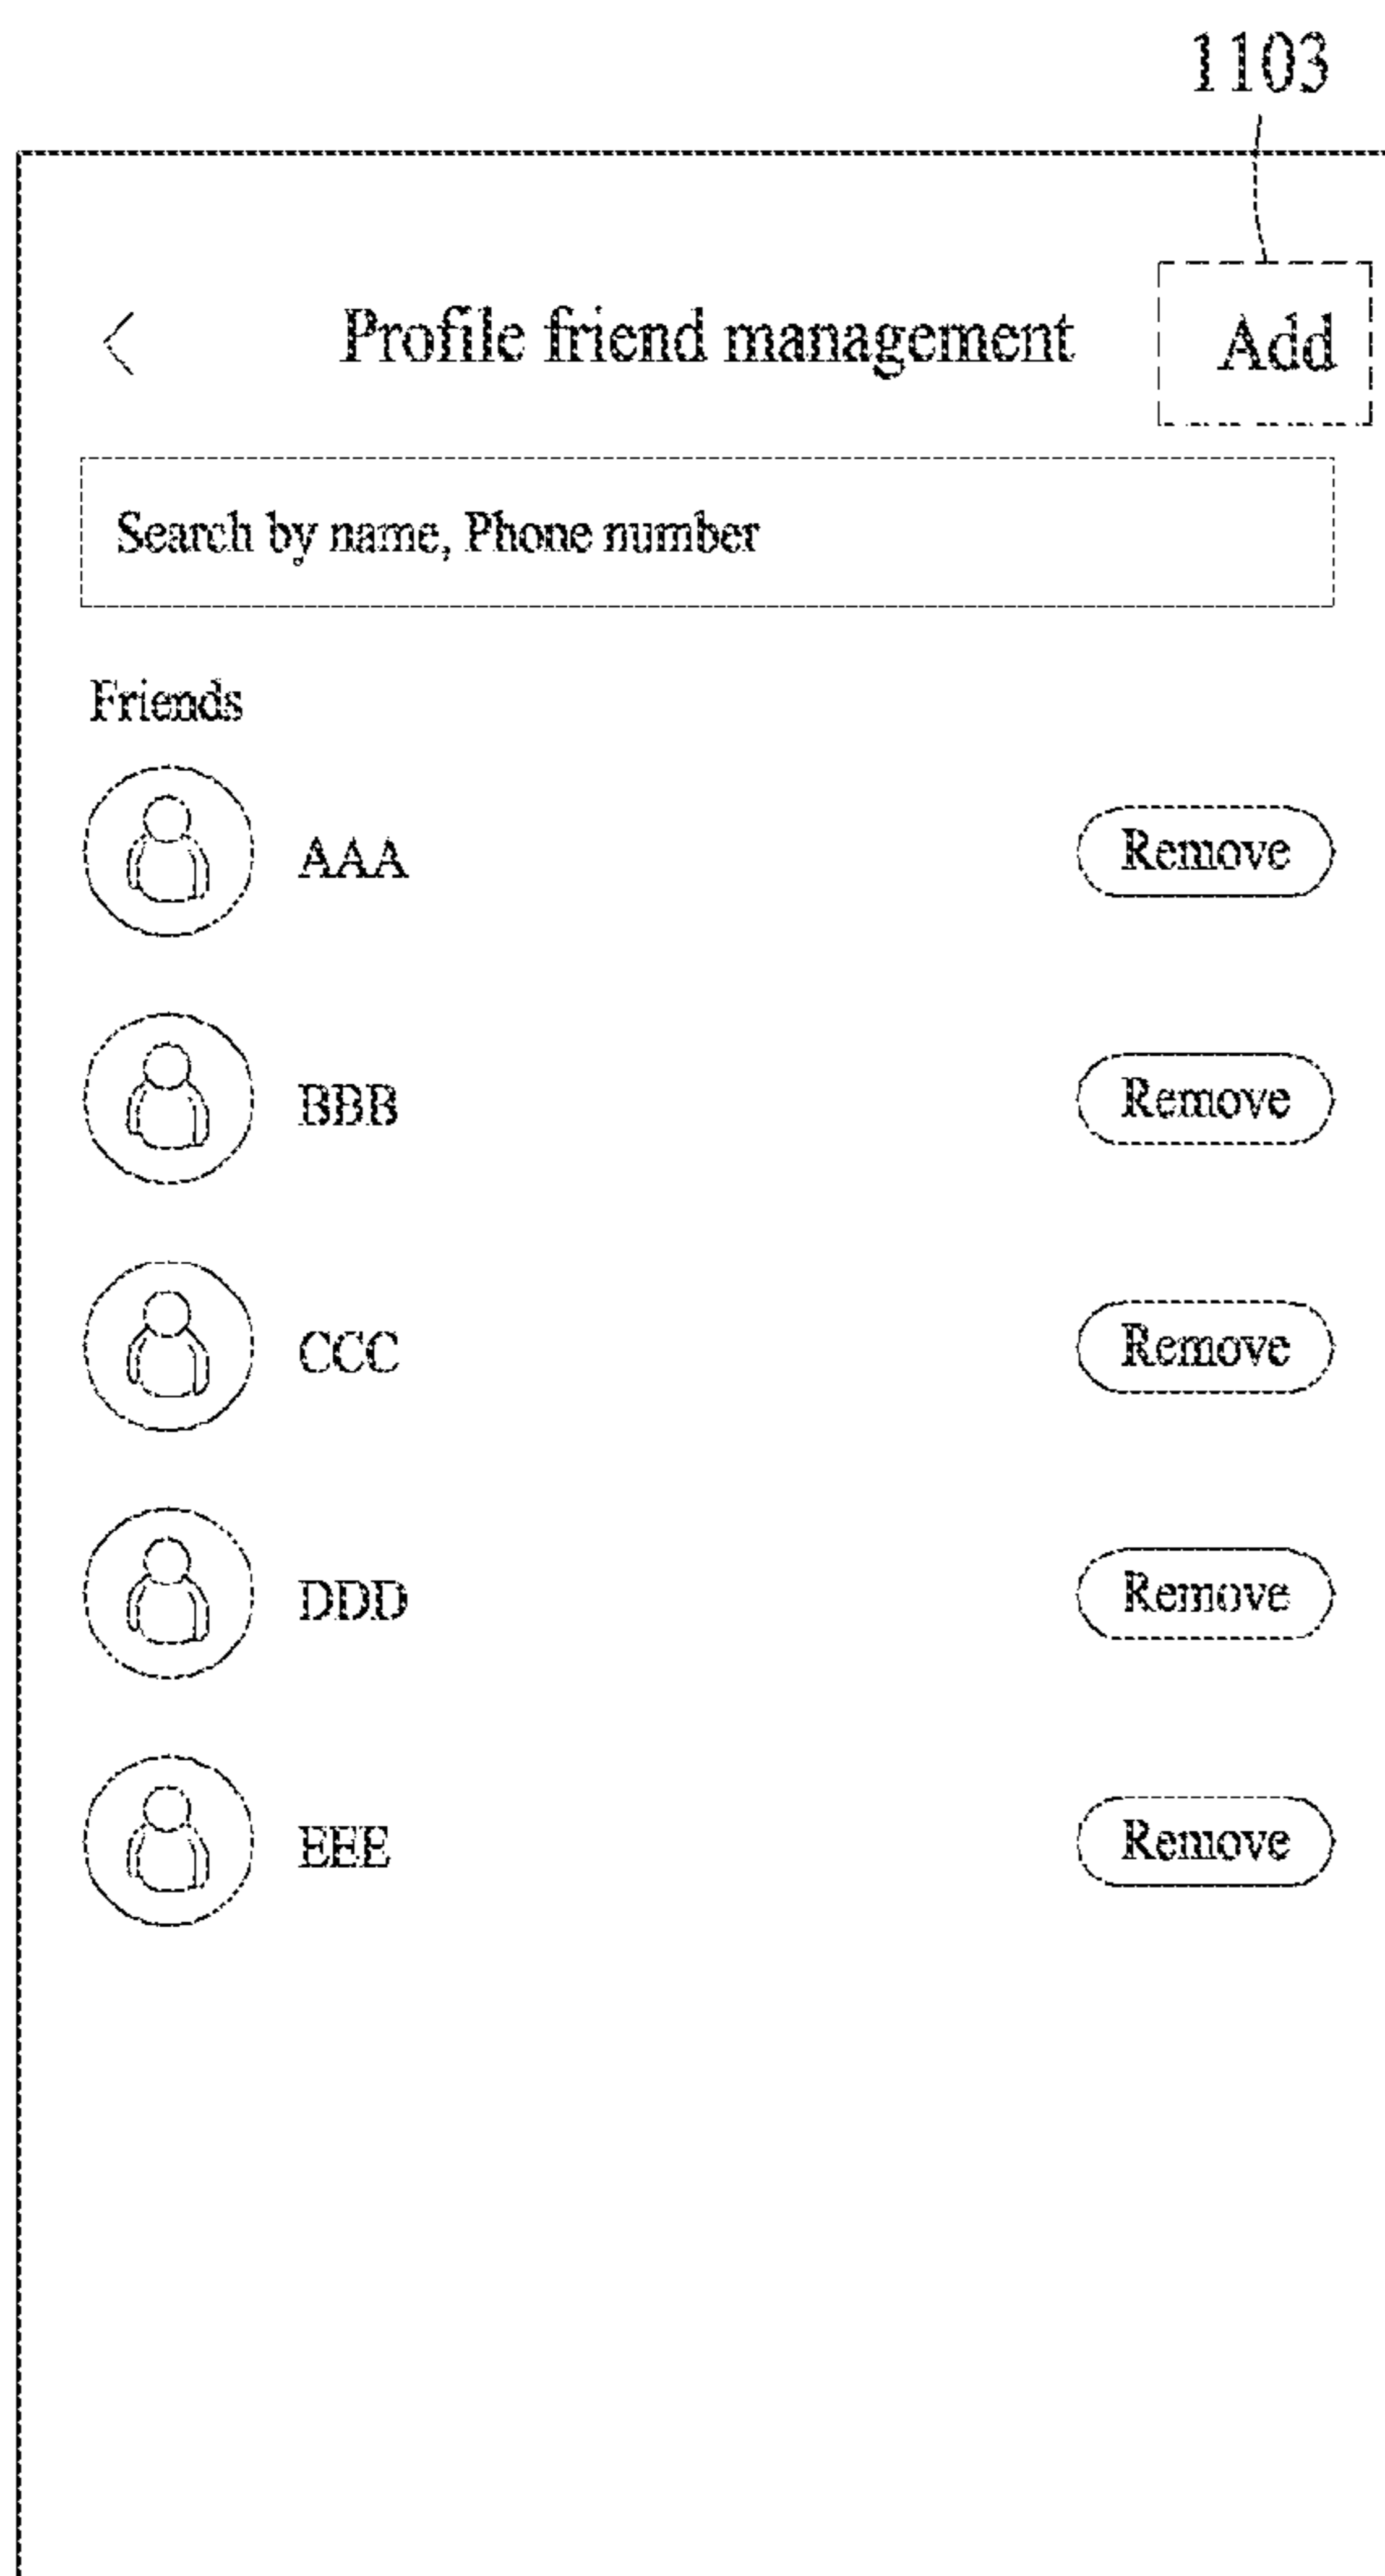 1103
< Profile friend management Add
Search by name, Phone number
Friends
AAA Remove
BBB Remove
CCC Remove
DDD Remove
EEE Remove